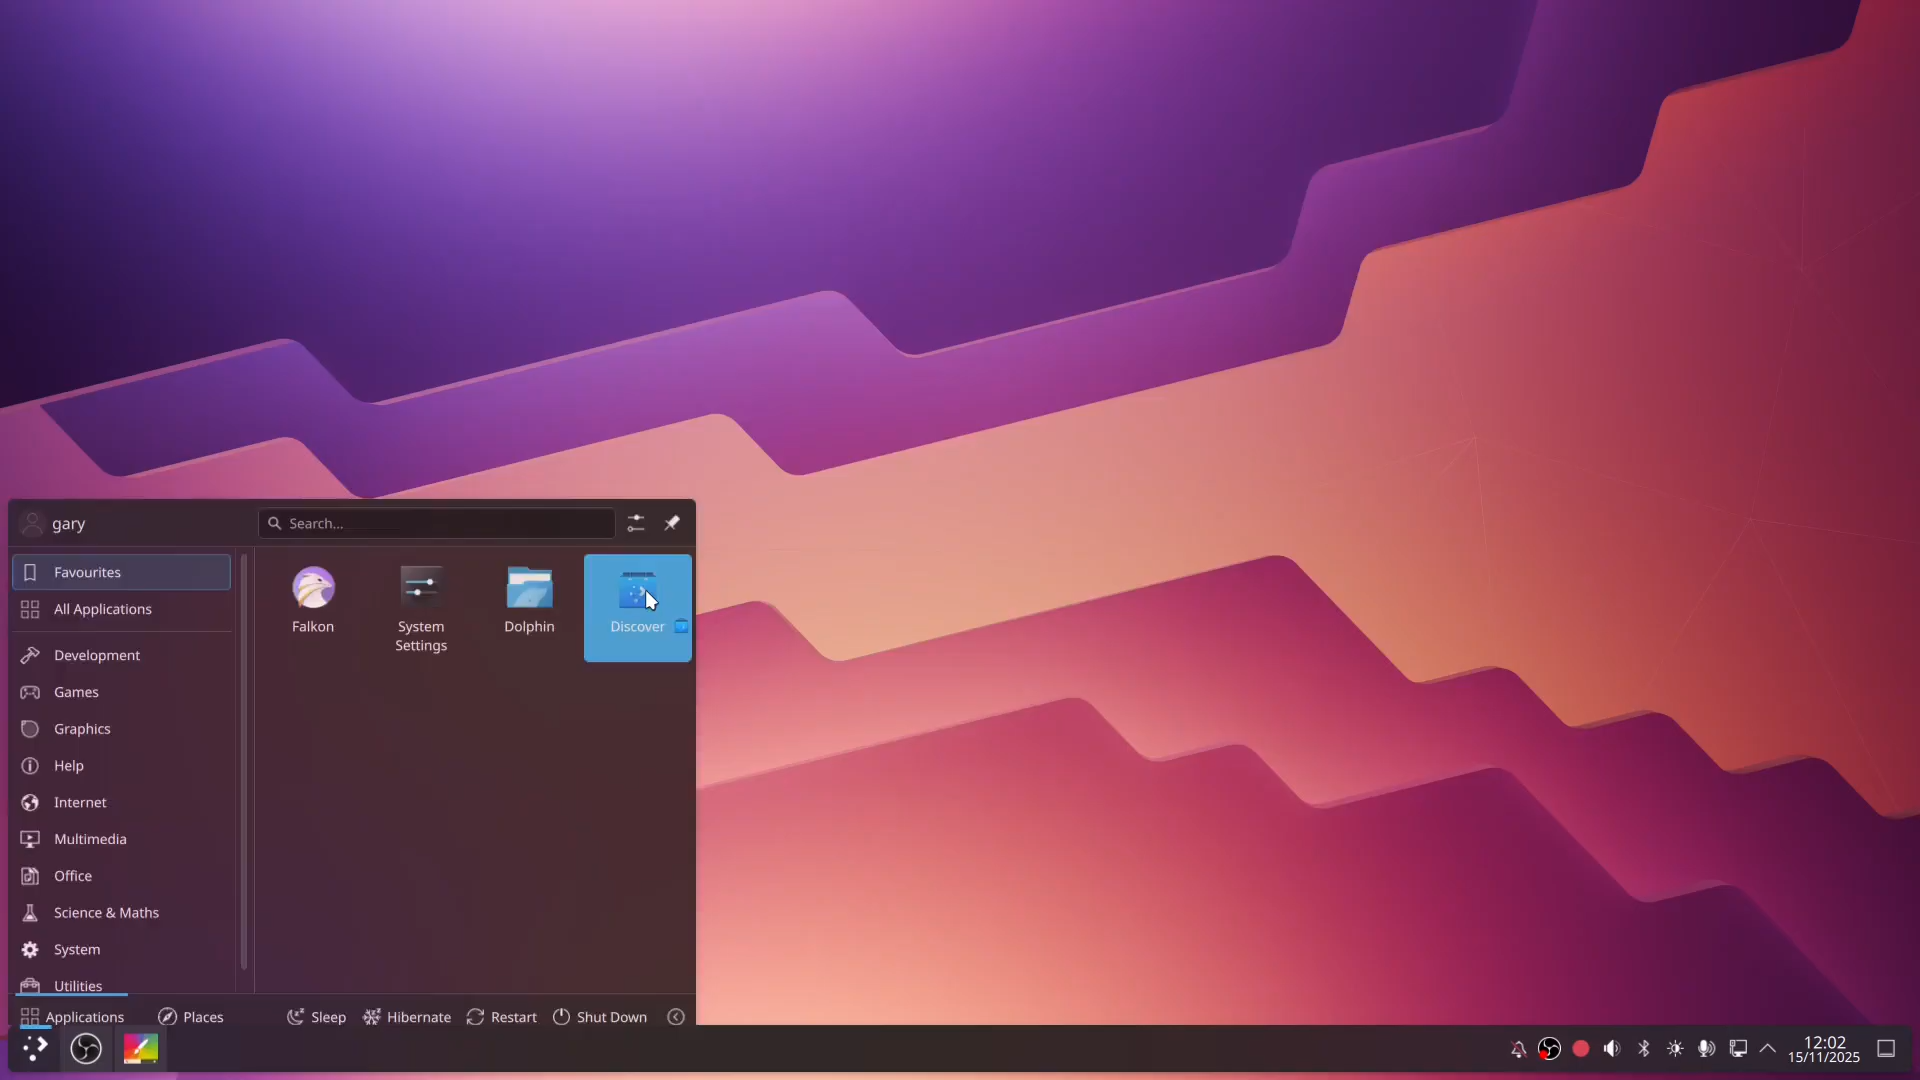 gary
Search...
Favourites
All Applications
Development
Games
Graphics
Help
Internet
Multimedia
Office
Science & Maths
System
Utilities
Falkon
System
Settings
Dolphin
Discover
Applications
Places
Sleep
Hibernate
Restart
Shut Down
12:02
15/11/2025